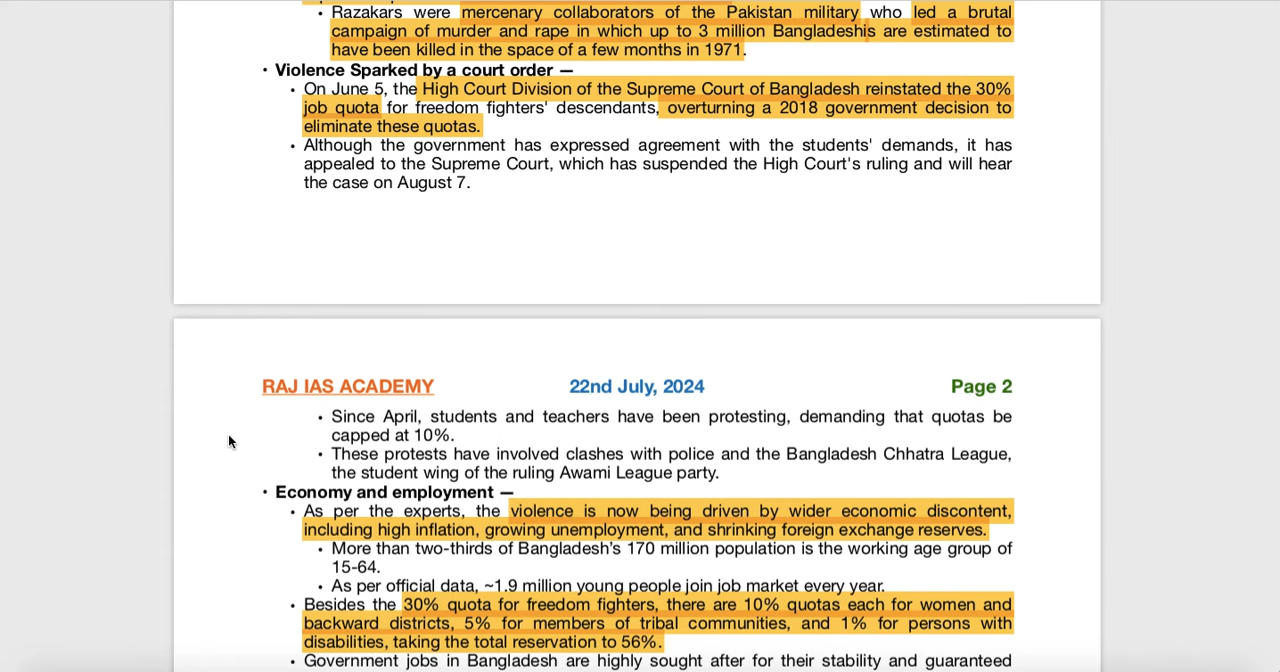 • Razakars were mercenary collaborators of the Pakistan military who led a brutal
campaign of murder and rape in which up to 3 million Bangladeshis are estimated to
have been killed in the space of a few months in 1971.
• Violence Sparked by a court order —
• On June 5, the High Court Division of the Supreme Court of Bangladesh reinstated the 30%
job quota for freedom fighters' descendants, overturning a 2018 government decision to
eliminate these quotas.
• Although the government has expressed agreement with the students' demands, it has
appealed to the Supreme Court, which has suspended the High Court's ruling and will hear
the case on August 7.
RAJ IAS ACADEMY 22nd July, 2024 Page 2
• Since April, students and teachers have been protesting, demanding that quotas be
capped at 10%.
• These protests have involved clashes with police and the Bangladesh Chhatra League,
the student wing of the ruling Awami League party.
• Economy and employment —
• As per the experts, the violence is now being driven by wider economic discontent,
including high inflation, growing unemployment, and shrinking foreign exchange reserves.
• More than two-thirds of Bangladesh's 170 million population is the working age group of
15-64.
• As per official data, ~1.9 million young people join job market every year.
• Besides the 30% quota for freedom fighters, there are 10% quotas each for women and
backward districts, 5% for members of tribal communities, and 1% for persons with
disabilities, taking the total reservation to 56%.
• Government jobs in Bangladesh are highly sought after for their stability and guaranteed